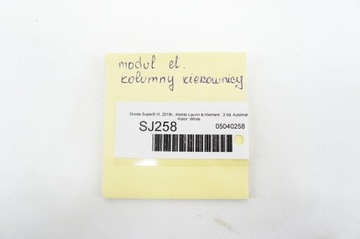 moduł el.
kolumny kierownicy
Skoda SuperB III, 2018r., Kombi Laurin & Klement , 2.0d, Automat
Kolor: White
SJ258 05040258